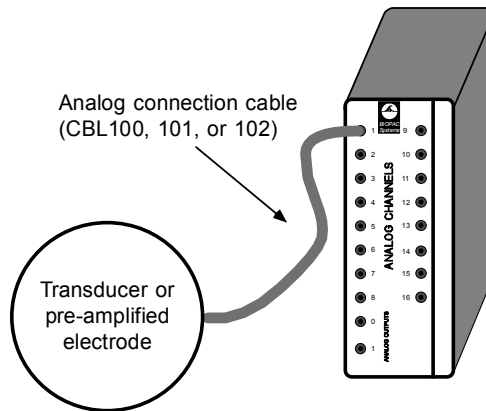 Analog connection cable
(CBL100, 101, or 102)
BIOPAC
Systems
1 9
2 10
3 11
4 12
5 13
6 14
7 15
8 16
0
1
ANALOG CHANNELS
ANALOG OUTPUTS
Transducer or
pre-amplified
electrode